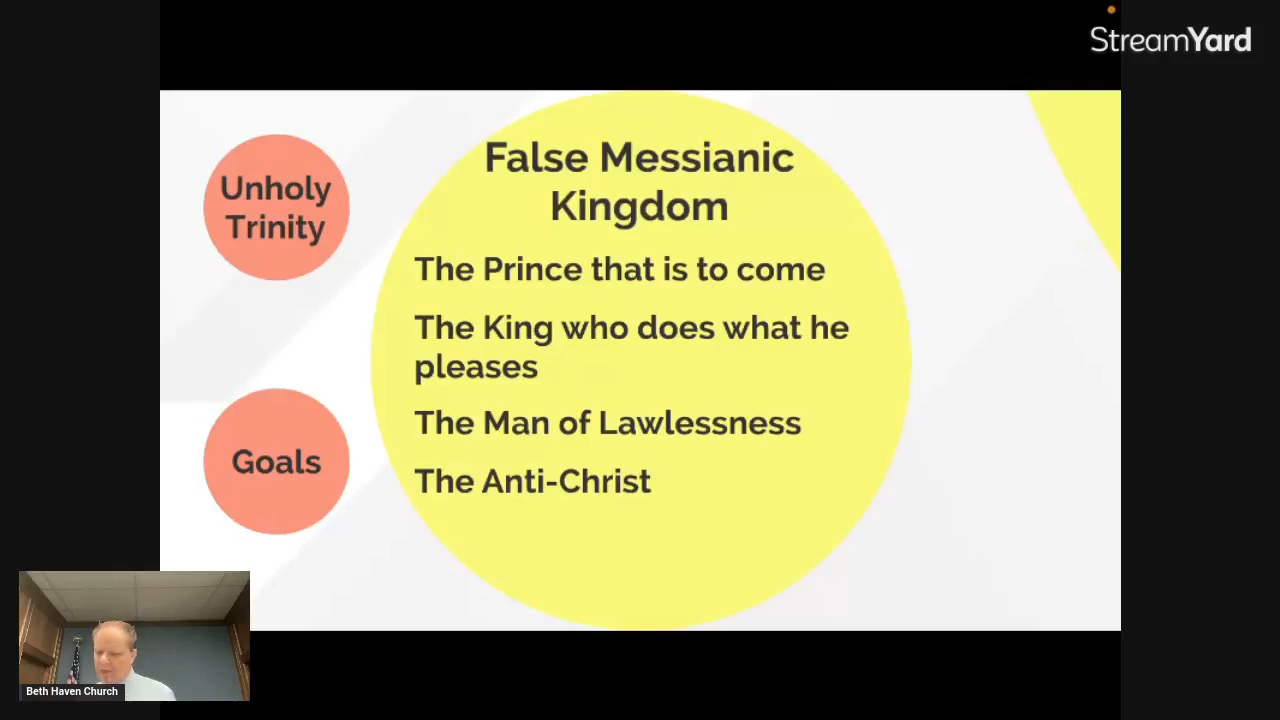 StreamYard
Unholy
Trinity
False Messianic
Kingdom
The Prince that is to come
The King who does what he
pleases
The Man of Lawlessness
The Anti-Christ
Goals
Beth Haven Church